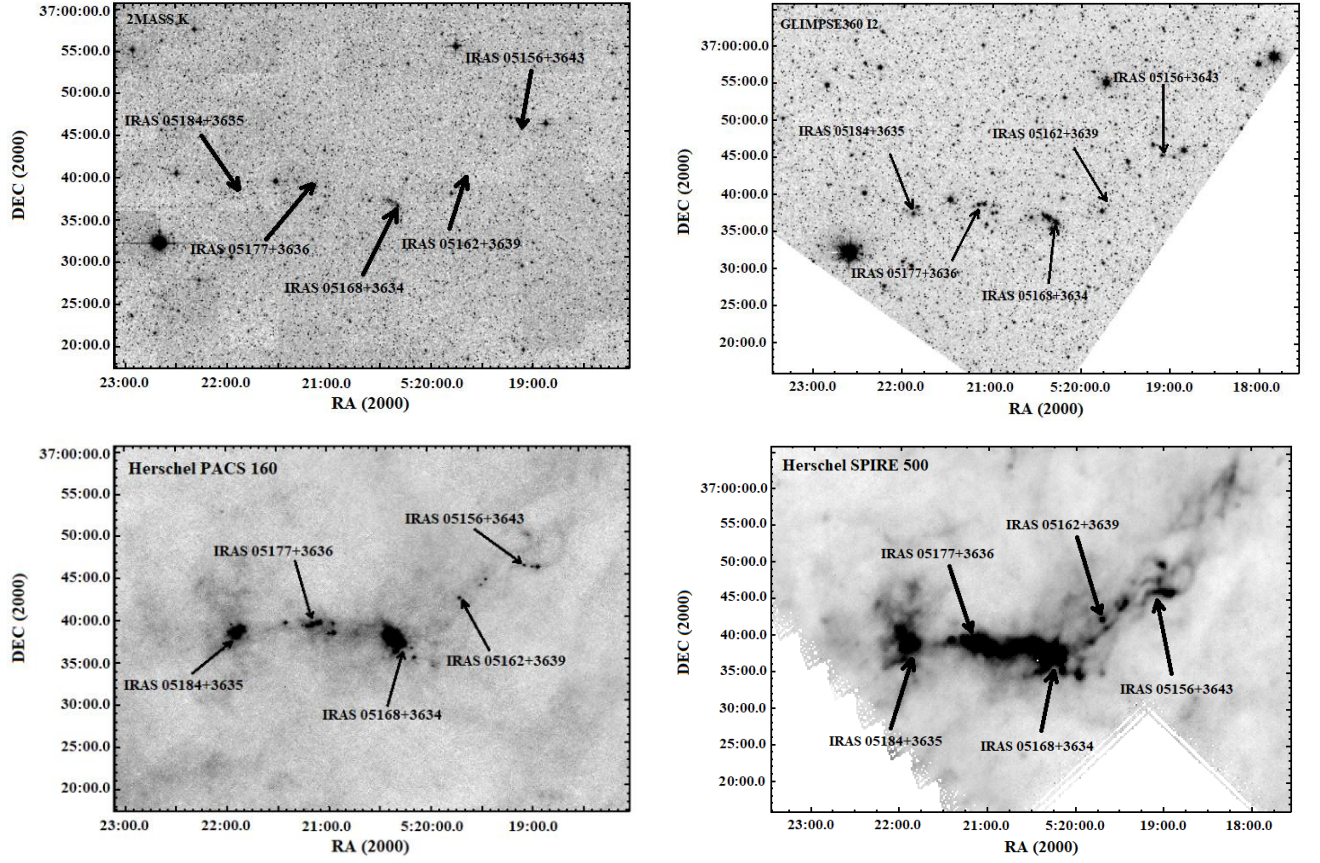 2MASS K
37:00:00.0
55:00.0
50:00.0
45:00.0
40:00.0
35:00.0
30:00.0
25:00.0
20:00.0
DEC (2000)
IRAS 05156+3643
IRAS 05184+3635
IRAS 05177+3636
IRAS 05162+3639
IRAS 05168+3634
23:00.0 22:00.0 21:00.0 5:20:00.0 19:00.0
RA (2000)
GLIMPSE360 I2
37:00:00.0
55:00.0
50:00.0
45:00.0
40:00.0
35:00.0
30:00.0
25:00.0
20:00.0
DEC (2000)
IRAS 05156+3643
IRAS 05184+3635
IRAS 05162+3639
IRAS 05177+3636
IRAS 05168+3634
23:00.0 22:00.0 21:00.0 5:20:00.0 19:00.0 18:00.0
RA (2000)
Herschel PACS 160
37:00:00.0
55:00.0
50:00.0
45:00.0
40:00.0
35:00.0
30:00.0
25:00.0
20:00.0
DEC (2000)
IRAS 05156+3643
IRAS 05177+3636
IRAS 05162+3639
IRAS 05184+3635
IRAS 05168+3634
23:00.0 22:00.0 21:00.0 5:20:00.0 19:00.0
RA (2000)
Herschel SPIRE 500
37:00:00.0
55:00.0
50:00.0
45:00.0
40:00.0
35:00.0
30:00.0
25:00.0
20:00.0
DEC (2000)
IRAS 05162+3639
IRAS 05177+3636
IRAS 05156+3643
IRAS 05184+3635
IRAS 05168+3634
23:00.0 22:00.0 21:00.0 5:20:00.0 19:00.0 18:00.0
RA (2000)